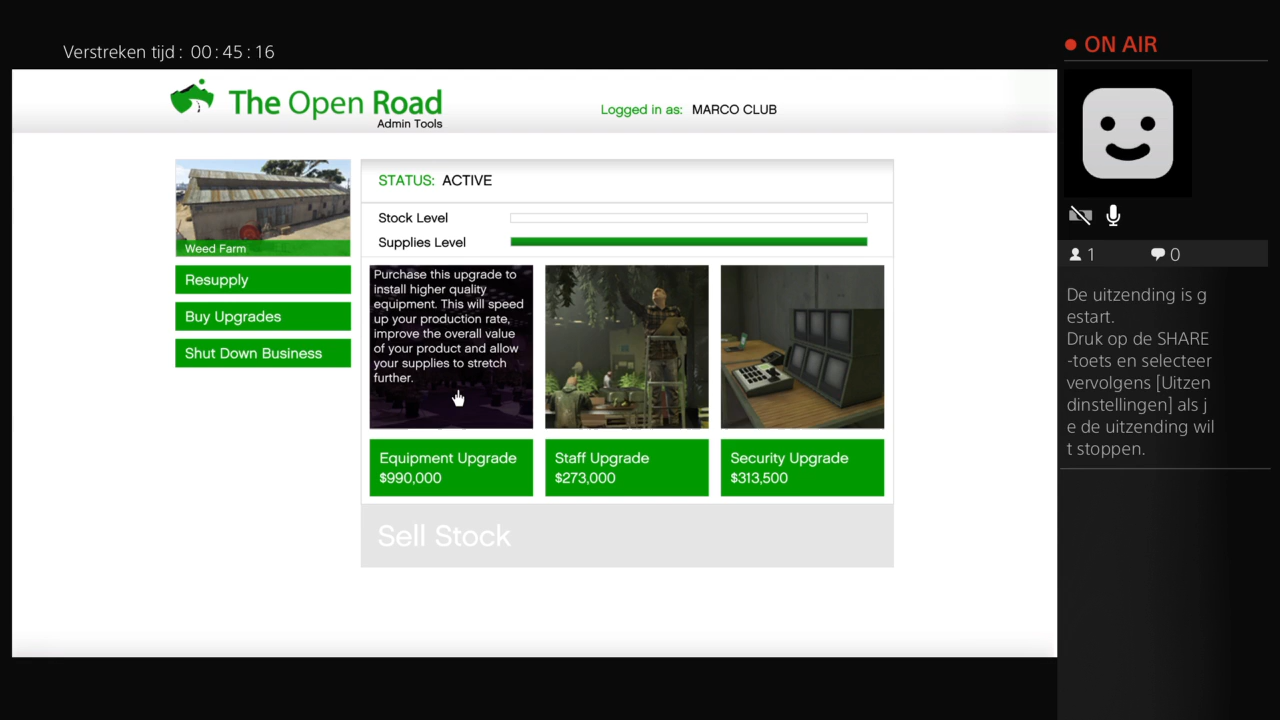 Verstreken tijd: 00:45:16
ON AIR
The Open Road
Admin Tools
Logged in as: MARCO CLUB
Weed Farm
Resupply
Buy Upgrades
Shut Down Business
STATUS: ACTIVE
Stock Level
Supplies Level
Purchase this upgrade to
install higher quality
equipment. This will speed
up your production rate,
improve the overall value
of your product and allow
your supplies to stretch
further.
Equipment Upgrade
$990,000
Staff Upgrade
$273,000
Security Upgrade
$313,500
Sell Stock
1
0
De uitzending is g
estart.
Druk op de SHARE
-toets en selecteer
vervolgens [Uitzen
dinstellingen] als j
e de uitzending wil
t stoppen.